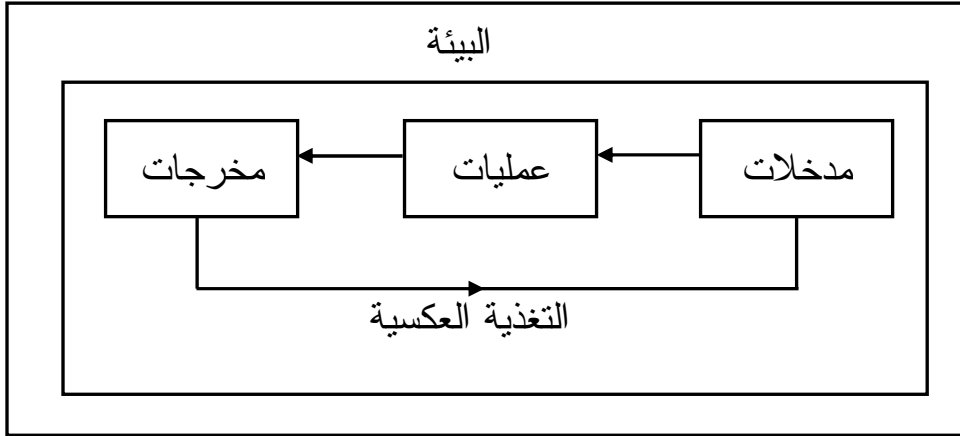 البيئة
مدخلات
عمليات
مخرجات
التغذية العكسية